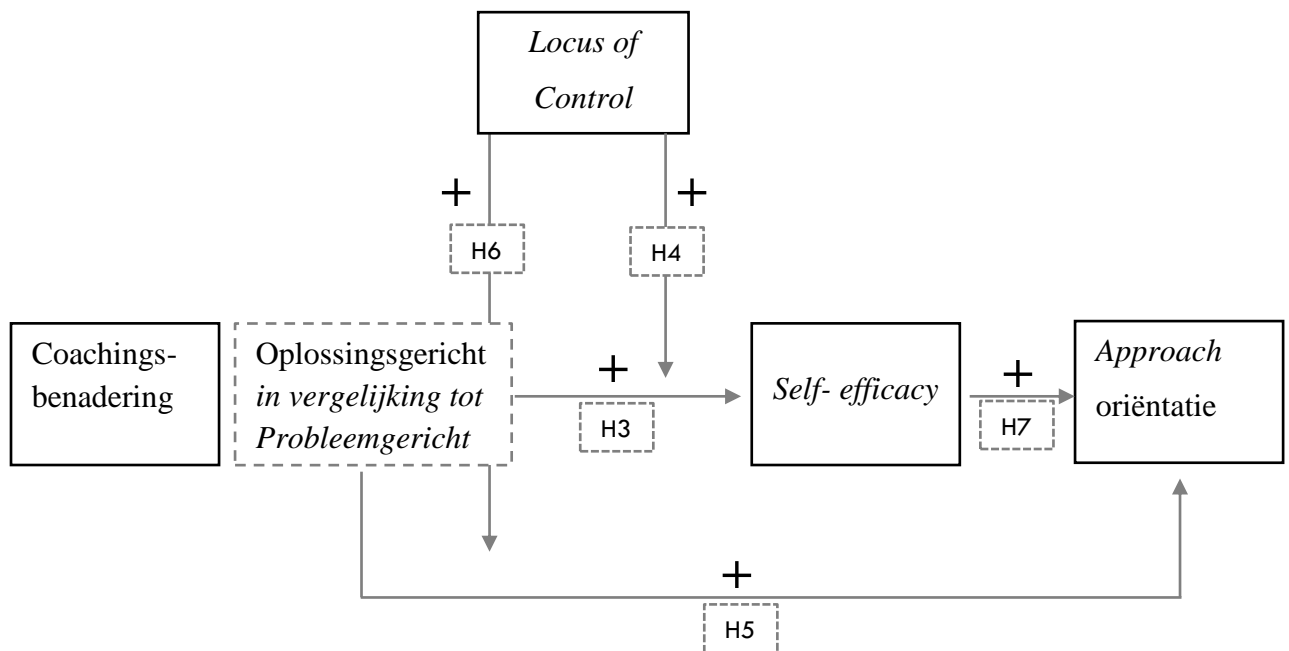 Locus of
Control
+
+
H6
H4
Coachings-
benadering
Oplossingsgericht
in vergelijking tot
Probleemgericht
+
H3
Self- efficacy
+
H7
Approach
oriëntatie
+
H5